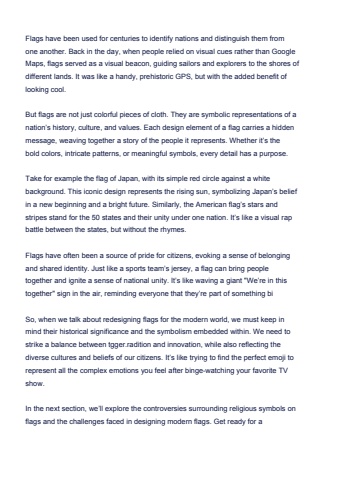 Flags have been used for centuries to identify nations and distinguish them from
one another. Back in the day, when people relied on visual cues rather than Google
Maps, flags served as a visual beacon, guiding sailors and explorers to the shores of
different lands. It was like a handy, prehistoric GPS, but with the added benefit of
looking cool.
But flags are not just colorful pieces of cloth. They are symbolic representations of a
nation's history, culture, and values. Each design element of a flag carries a hidden
message, weaving together a story of the people it represents. Whether it's the
bold colors, intricate patterns, or meaningful symbols, every detail has a purpose.
Take for example the flag of Japan, with its simple red circle against a white
background. This iconic design represents the rising sun, symbolizing Japan's belief
in a new beginning and a bright future. Similarly, the American flag's stars and
stripes stand for the 50 states and their unity under one nation. It's like a visual rap
battle between the states, but without the rhymes.
Flags have often been a source of pride for citizens, evoking a sense of belonging
and shared identity. Just like a sports team's jersey, a flag can bring people
together and ignite a sense of national unity. It's like waving a giant "We're in this
together" sign in the air, reminding everyone that they're part of something bi
So, when we talk about redesigning flags for the modern world, we must keep in
mind their historical significance and the symbolism embedded within. We need to
strike a balance between tgger.radition and innovation, while also reflecting the
diverse cultures and beliefs of our citizens. It's like trying to find the perfect emoji to
represent all the complex emotions you feel after binge-watching your favorite TV
show.
In the next section, we'll explore the controversies surrounding religious symbols on
flags and the challenges faced in designing modern flags. Get ready for a